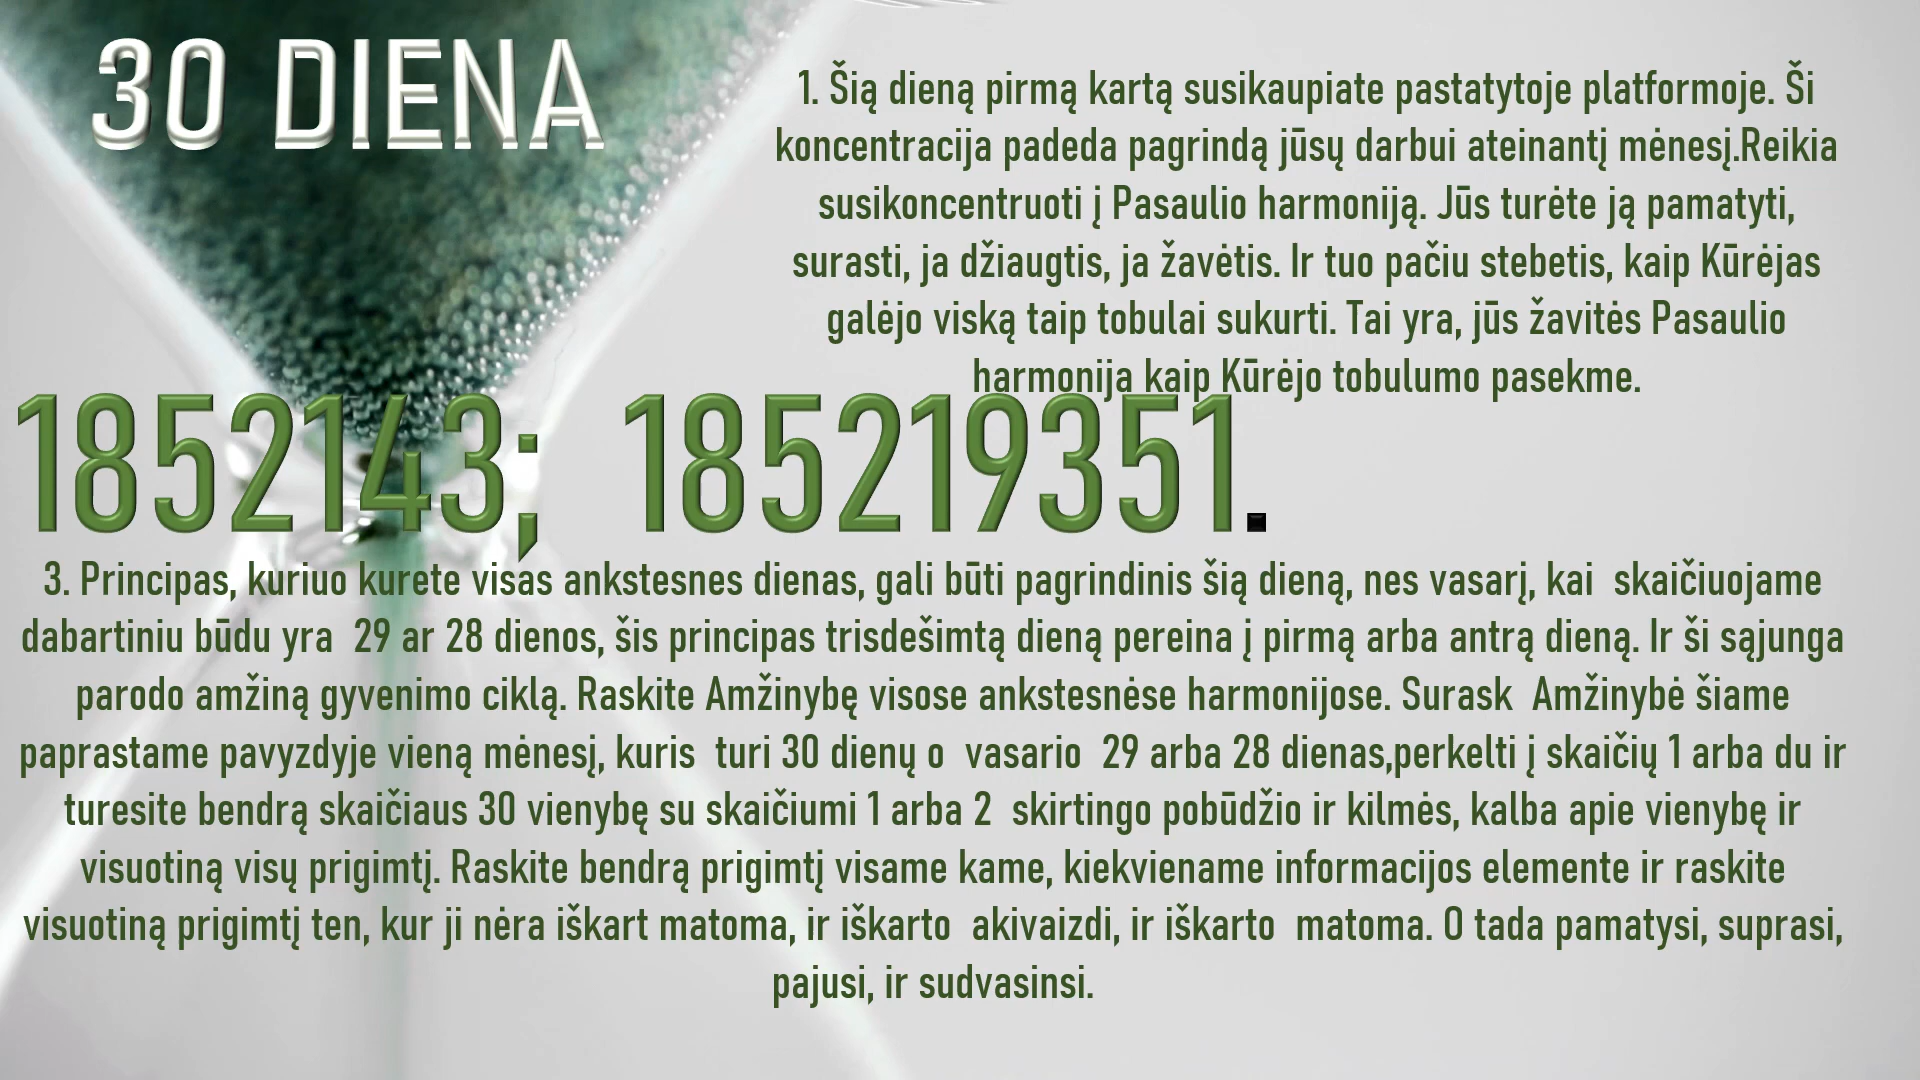 30 DIENA
1. Šią dieną pirmą kartą susikaupiate pastatytoje platformoje. Ši
koncentracija padeda pagrindą jūsų darbui ateinantį mėnesį.Reikia
susikoncentruoti į Pasaulio harmoniją. Jūs turėte ją pamatyti,
surasti, ja džiaugtis, ja žavėtis. Ir tuo pačiu stebetis, kaip Kūrėjas
galėjo viską taip tobulai sukurti. Tai yra, jūs žavitės Pasaulio
harmonija kaip Kūrėjo tobulumo pasekme.
1852143; 185219351.
3. Principas, kuriuo kurete visas ankstesnes dienas, gali būti pagrindinis šią dieną, nes vasarį, kai skaičiuojame
dabartiniu būdu yra 29 ar 28 dienos, šis principas trisdešimtą dieną pereina į pirmą arba antrą dieną. Ir ši sąjunga
parodo amžiną gyvenimo ciklą. Raskite Amžinybę visose ankstesnėse harmonijose. Surask Amžinybė šiame
paprastame pavyzdyje vieną mėnesį, kuris turi 30 dienų o vasario 29 arba 28 dienas,perkelti į skaičių 1 arba du ir
turesite bendrą skaičiaus 30 vienybę su skaičiumi 1 arba 2 skirtingo pobūdžio ir kilmės, kalba apie vienybę ir
visuotiną visų prigimtį. Raskite bendrą prigimtį visame kame, kiekviename informacijos elemente ir raskite
visuotiną prigimtį ten, kur ji nėra iškart matoma, ir iškarto akivaizdi, ir iškarto matoma. O tada pamatysi, suprasi,
pajusi, ir sudvasinsi.